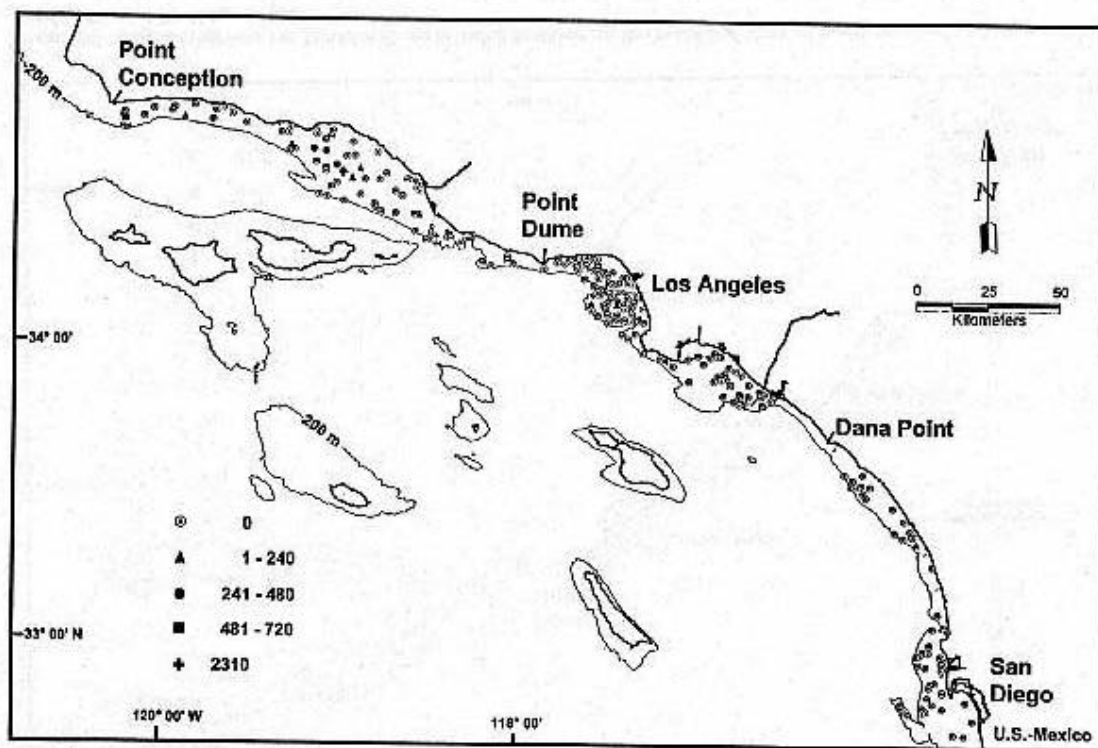 Point
Conception
-200 m.
Point
Dume
Los Angeles
N
0 25 50
Kilometers
34° 00'
200 m
Dana Point
0
1 - 240
241 - 480
481 - 720
2310
33° 00' N
San
Diego
U.S.-Mexico
120° 00' W
118° 00'